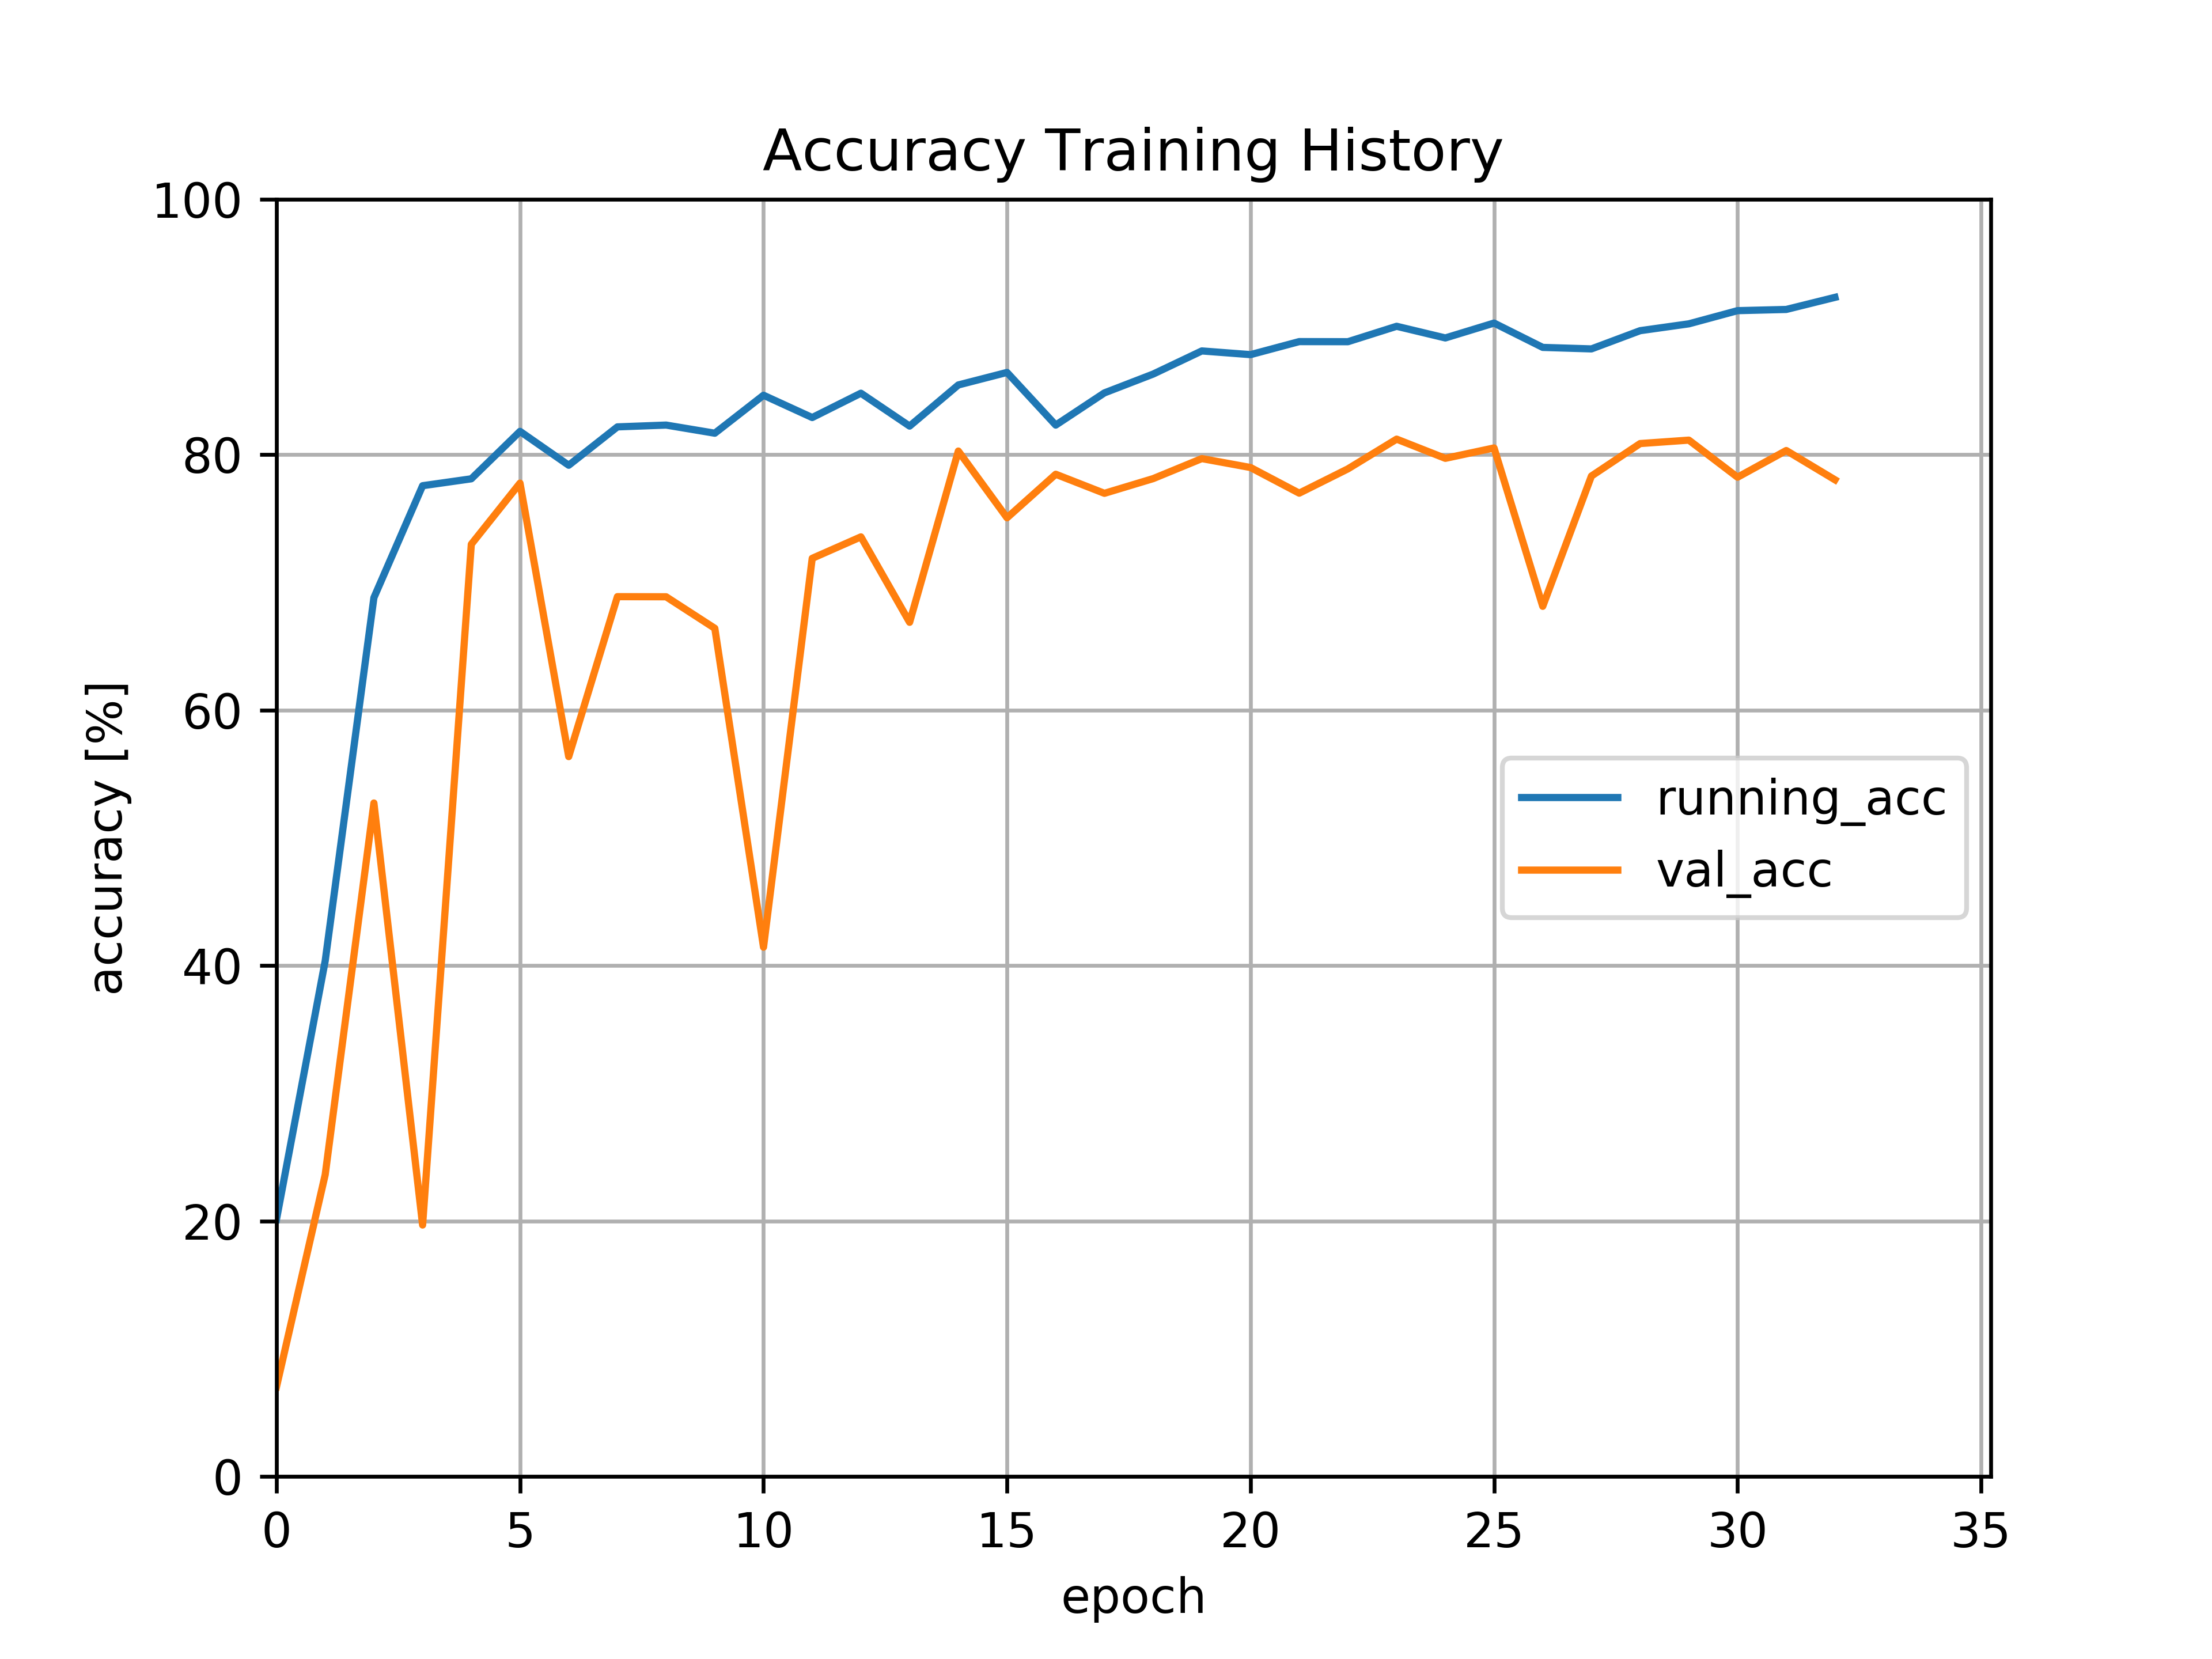 Accuracy Training History
100
80
60
40
20
0
accuracy [%]
running_acc
val_acc
0 5 10 15 20 25 30 35
epoch